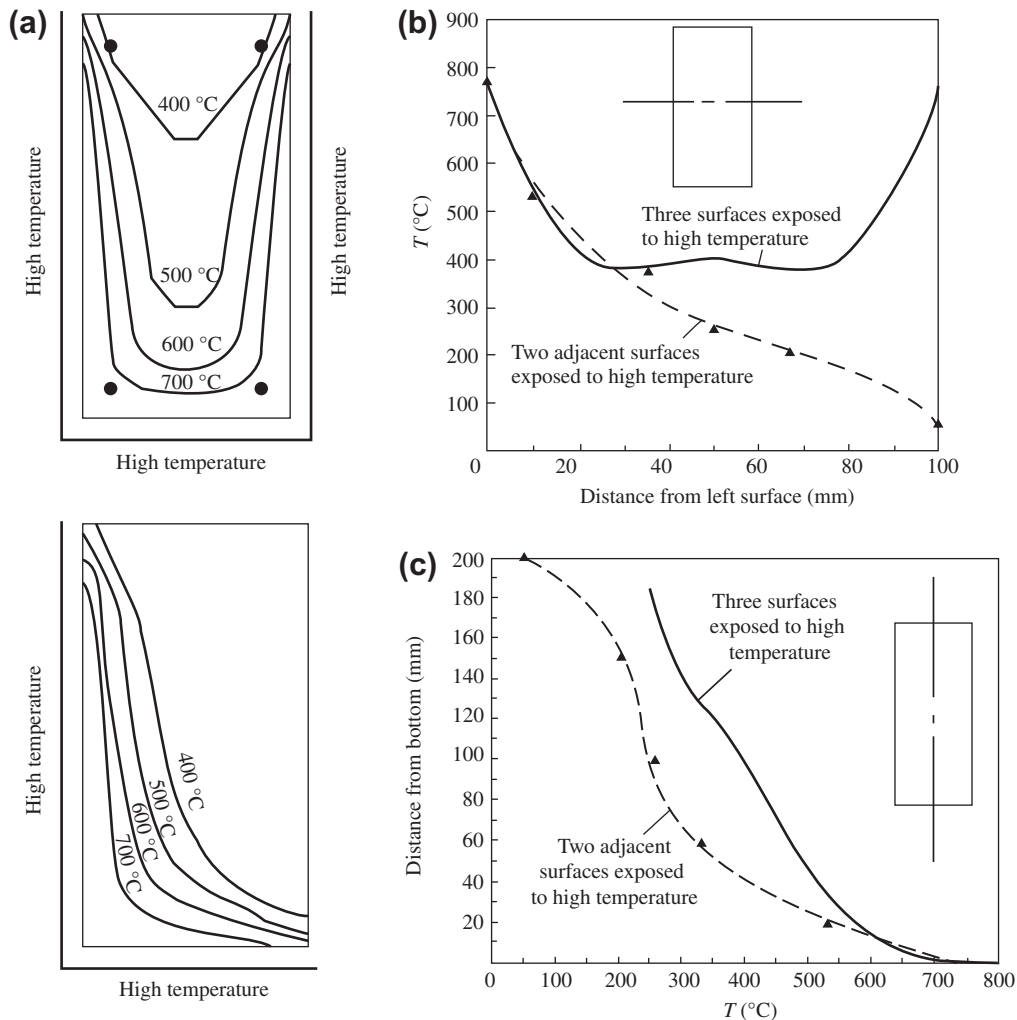 (a)
High temperature
400 °C
500 °C
600 °C
700 °C
High temperature
High temperature
High temperature
400 °C
500 °C
600 °C
700 °C
High temperature
(b)
900
800
700
600
500
400
300
200
100
0
20
40
60
80
100
T (°C)
Distance from left surface (mm)
Three surfaces exposed
to high temperature
Two adjacent surfaces
exposed to high temperature
(c)
200
180
160
140
120
100
80
60
40
20
0
100
200
300
400
500
600
700
800
Distance from bottom (mm)
T (°C)
Three surfaces
exposed to high
temperature
Two adjacent
surfaces exposed
to high temperature